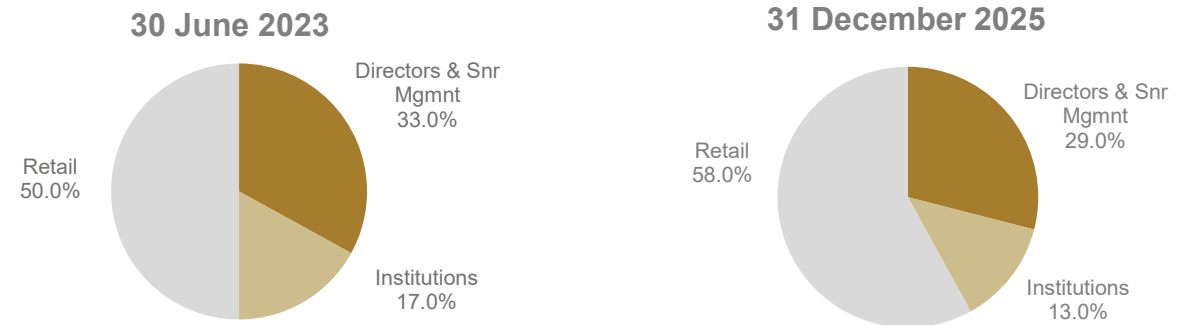 30 June 2023
Directors & Snr
Mgmnt
33.0%
Retail
50.0%
Institutions
17.0%
31 December 2025
Directors & Snr
Mgmnt
29.0%
Retail
58.0%
Institutions
13.0%